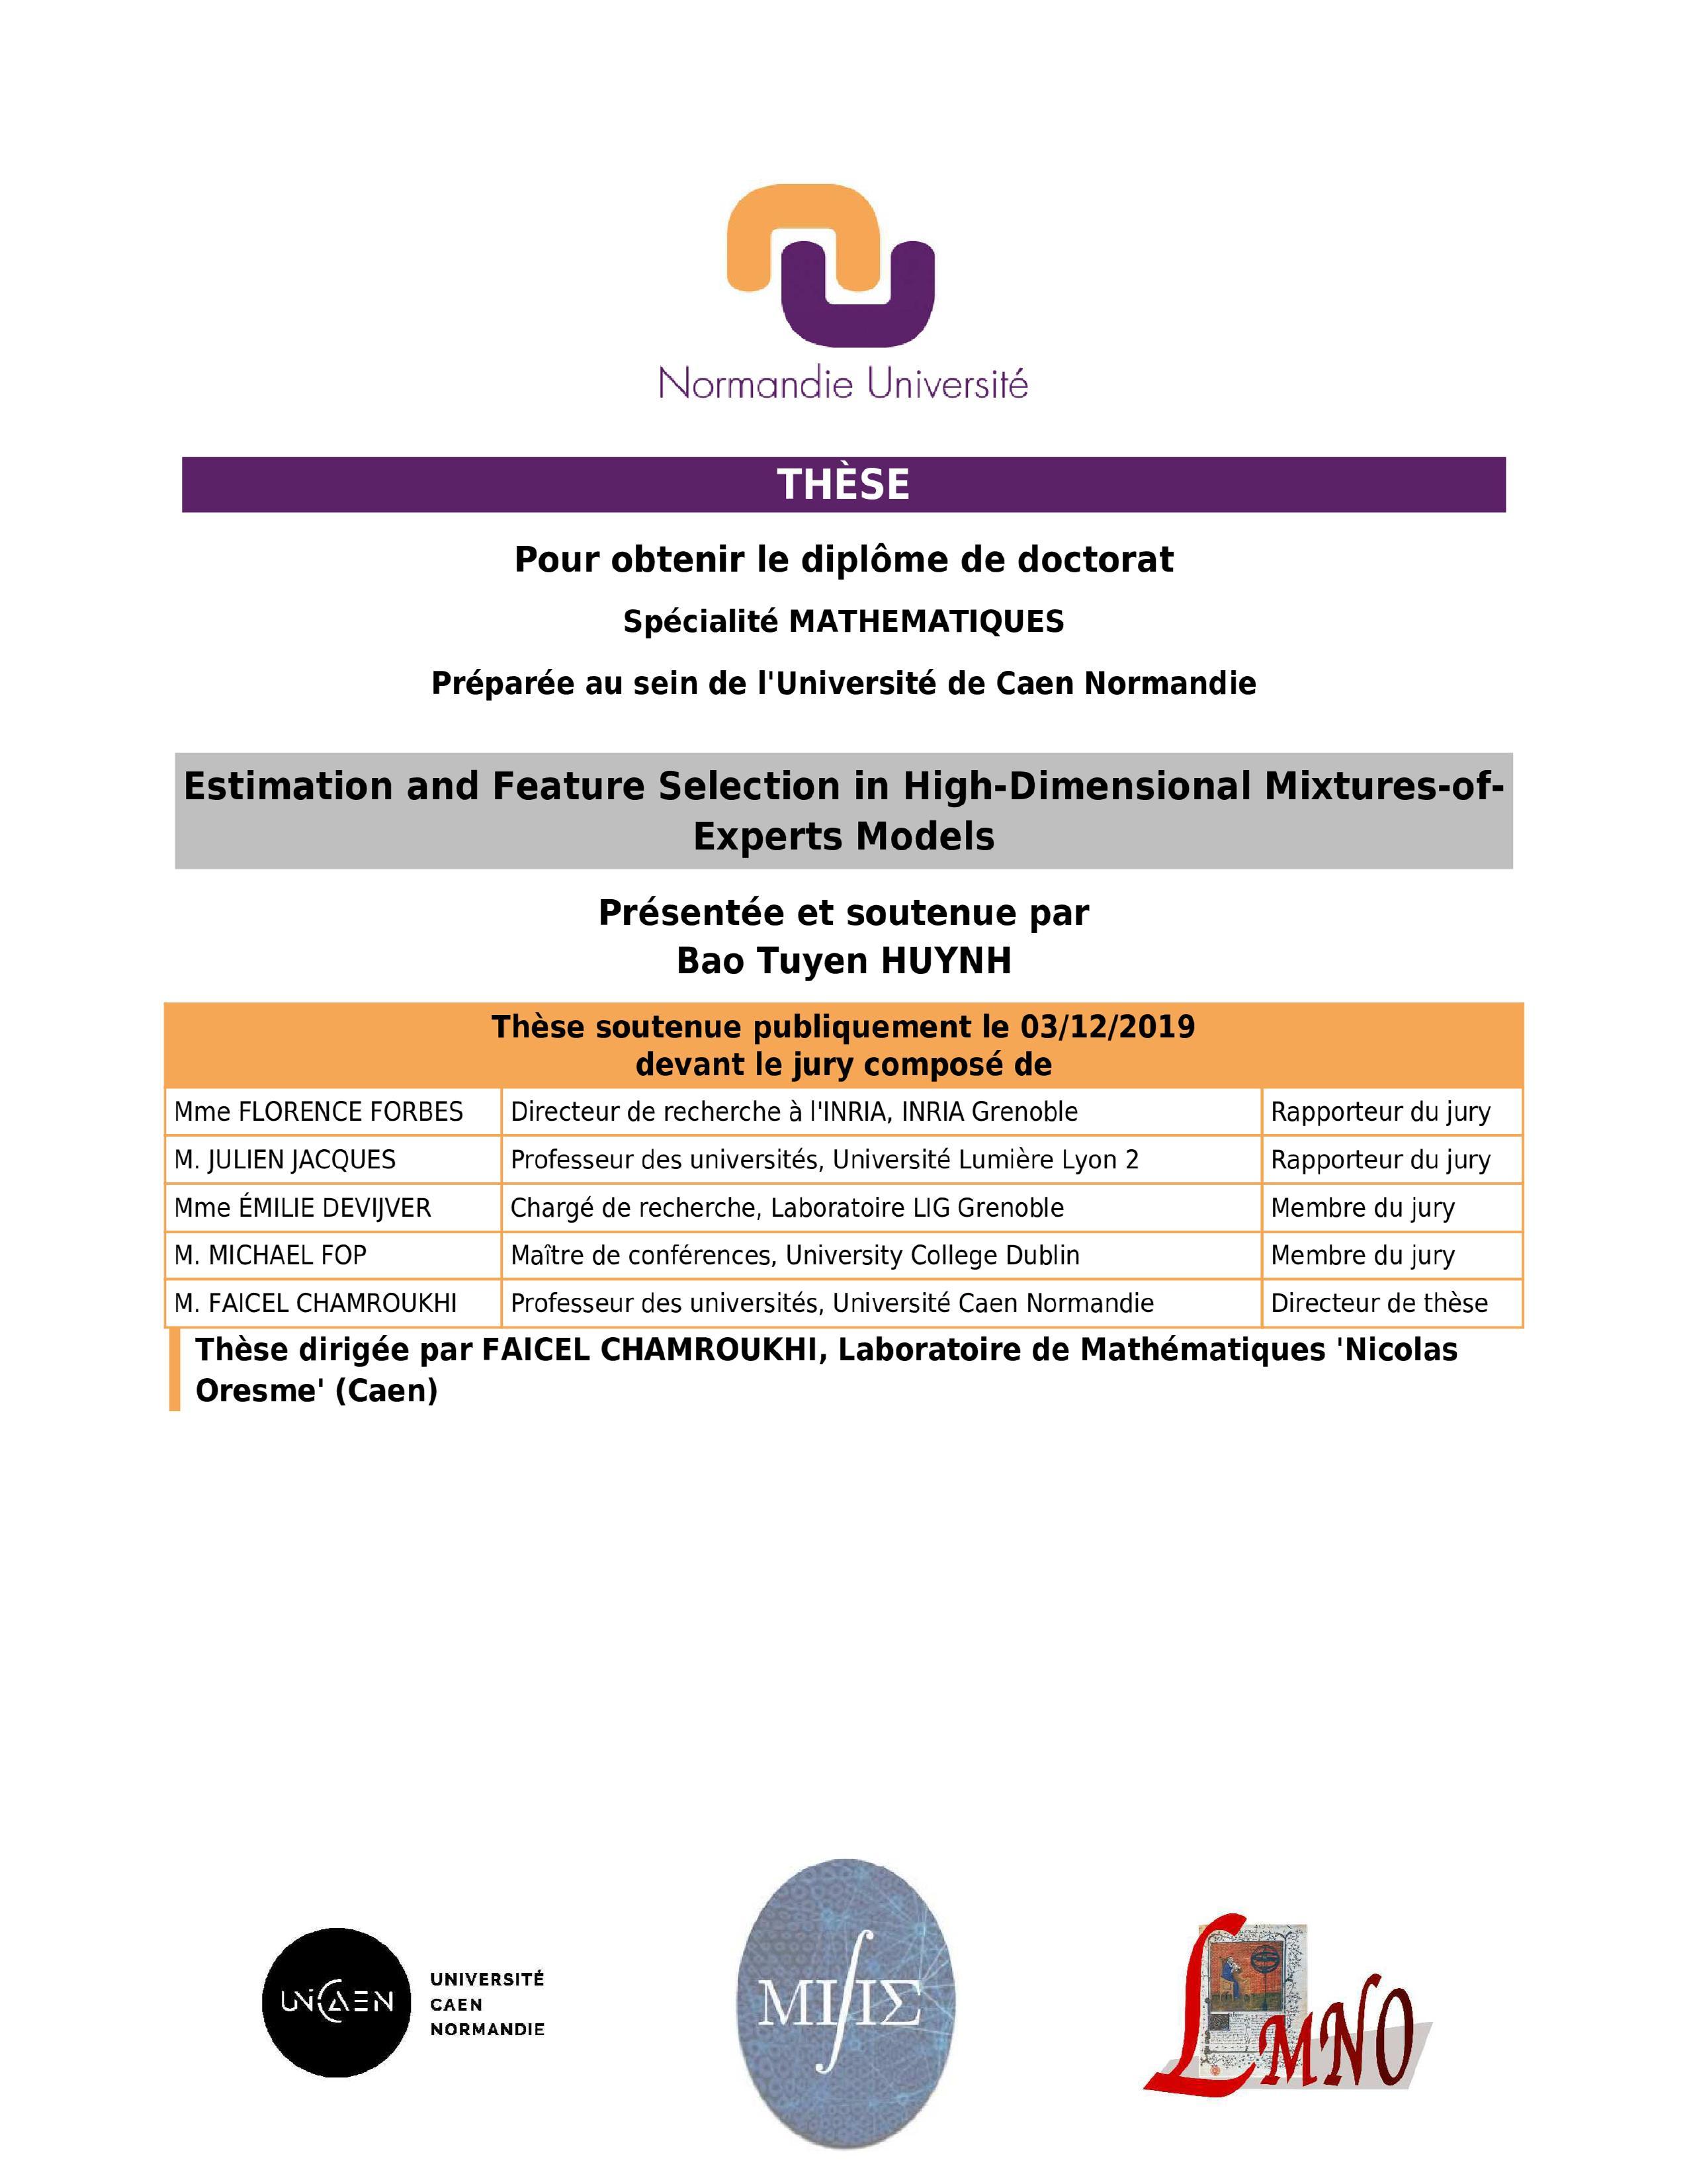 Normandie Université
THÈSE
Pour obtenir le diplôme de doctorat
Spécialité MATHEMATIQUES
Préparée au sein de l'Université de Caen Normandie
Estimation and Feature Selection in High-Dimensional Mixtures-of-
Experts Models
Présentée et soutenue par
Bao Tuyen HUYNH
Thèse soutenue publiquement le 03/12/2019
devant le jury composé de
Mme FLORENCE FORBES Directeur de recherche à l'INRIA, INRIA Grenoble Rapporteur du jury
M. JULIEN JACQUES Professeur des universités, Université Lumière Lyon 2 Rapporteur du jury
Mme ÉMILIE DEVIJVER Chargé de recherche, Laboratoire LIG Grenoble Membre du jury
M. MICHAEL FOP Maître de conférences, University College Dublin Membre du jury
M. FAICEL CHAMROUKHI Professeur des universités, Université Caen Normandie Directeur de thèse
Thèse dirigée par FAICEL CHAMROUKHI, Laboratoire de Mathématiques 'Nicolas
Oresme' (Caen)
UNICAEN
UNIVERSITÉ
CAEN
NORMANDIE
MI∫IΣ
LMNO